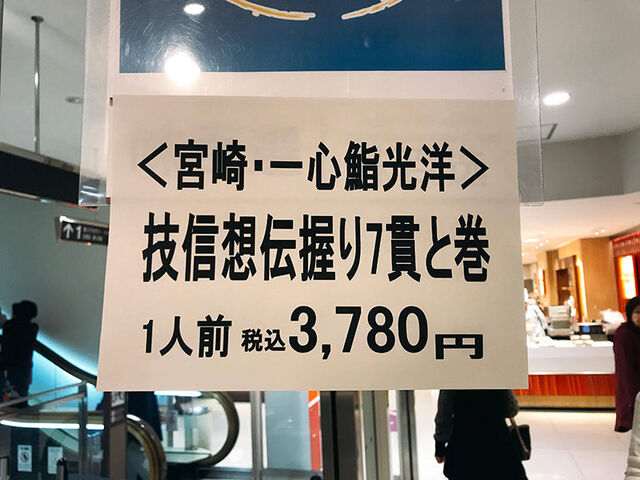 <宮崎・一心鮨光洋>
技信想伝握り7貫と巻
1人前 税込3,780円